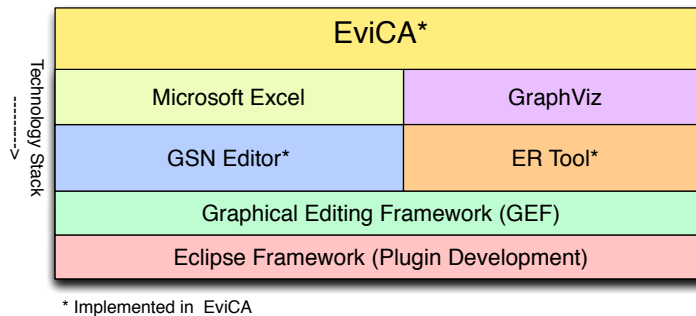 EviCA*
Technology Stack
-------->
Microsoft Excel
GraphViz
GSN Editor*
ER Tool*
Graphical Editing Framework (GEF)
Eclipse Framework (Plugin Development)
* Implemented in EviCA